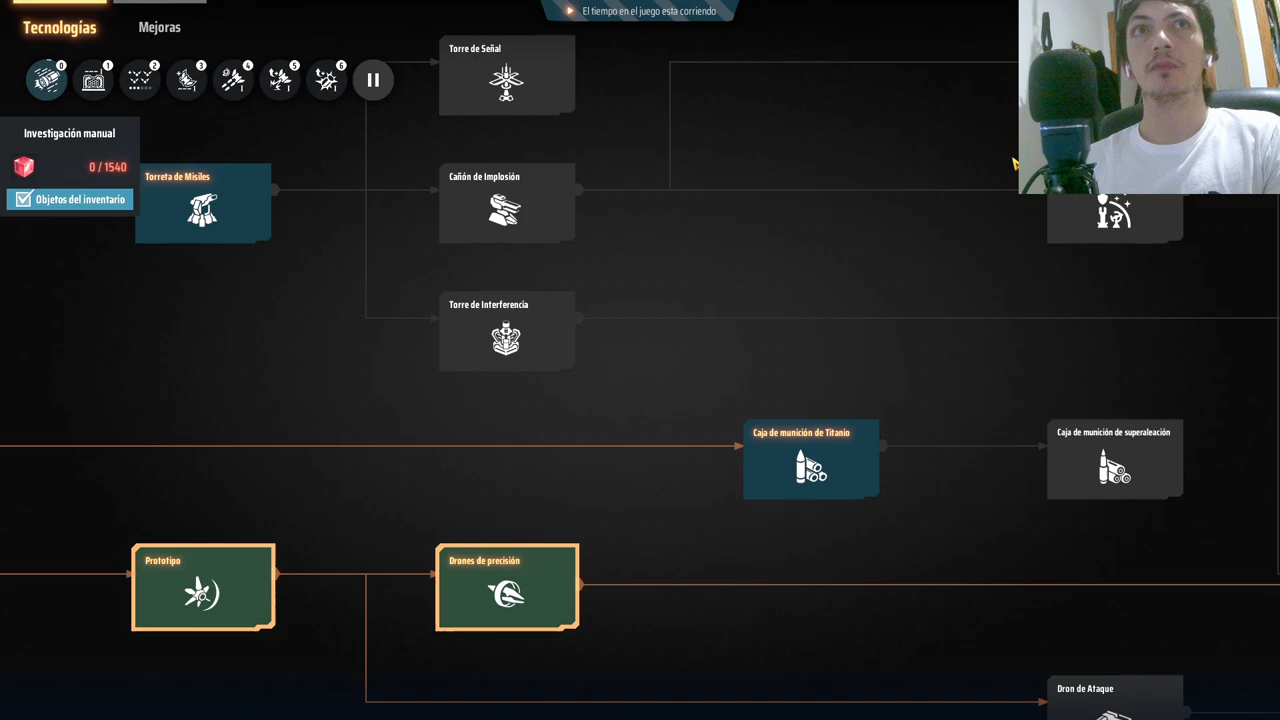 El tiempo en el juego esta corriendo
Tecnologías
Mejoras
0
1
2
3
4
5
6
Investigación manual
0 / 1540
Objetos del inventario
Torre de Señal
Torreta de Misiles
Cañón de Implosión
Torre de Interferencia
Caja de munición de Titanio
Caja de munición de superaleación
Prototipo
Drones de precisión
Dron de Ataque